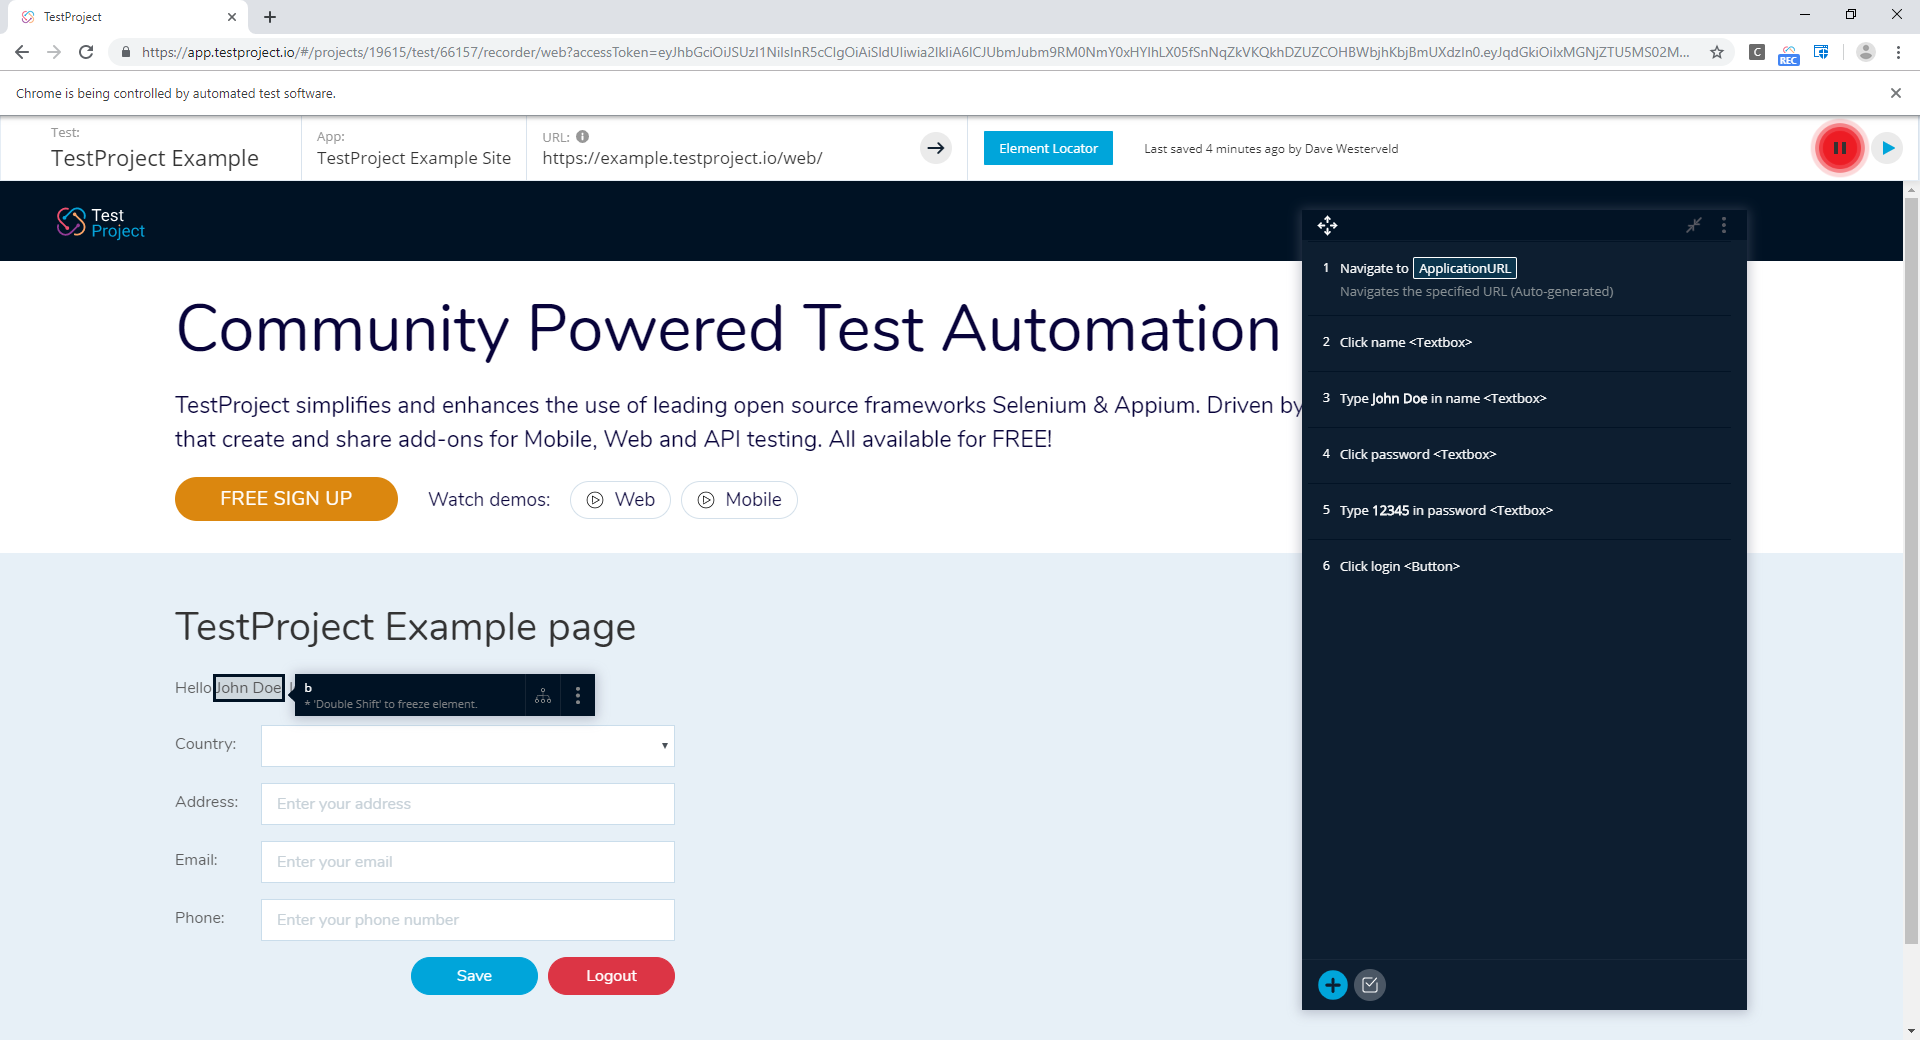 TestProject
https://app.testproject.io/#/projects/19615/test/66157/recorder/web?accessToken=
C
REC
Chrome is being controlled by automated test software.
Test:
TestProject Example
App:
TestProject Example Site
URL:
https://example.testproject.io/web/
Element Locator
Last saved 4 minutes ago by Dave Westerveld
Test
Project
Community Powered Test Automation
TestProject simplifies and enhances the use of leading open source frameworks Selenium & Appium. Driven by
that create and share add-ons for Mobile, Web and API testing. All available for FREE!
FREE SIGN UP
Watch demos:
Web
Mobile
TestProject Example page
Hello John Doe
b
* 'Double Shift' to freeze element.
Country:
Address:
Enter your address
Email:
Enter your email
Phone:
Enter your phone number
Save
Logout
1 Navigate to ApplicationURL
Navigates the specified URL (Auto-generated)
2 Click name <Textbox>
3 Type John Doe in name <Textbox>
4 Click password <Textbox>
5 Type 12345 in password <Textbox>
6 Click login <Button>